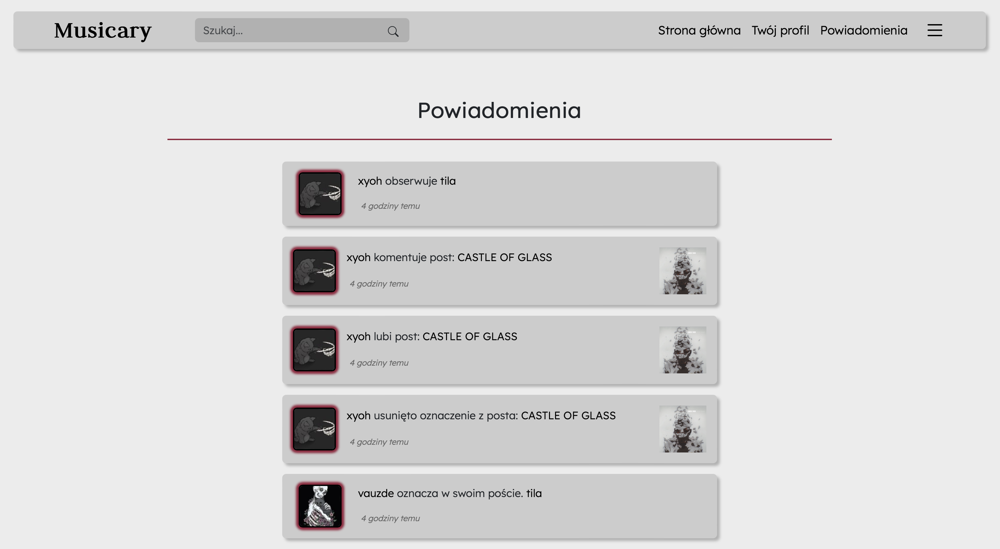 Musicary
Szukaj...
Strona główna Twój profil Powiadomienia
Powiadomienia
xyoh obserwuje tila
4 godziny temu
xyoh komentuje post: CASTLE OF GLASS
4 godziny temu
xyoh lubi post: CASTLE OF GLASS
4 godziny temu
xyoh usunięto oznaczenie z posta: CASTLE OF GLASS
4 godziny temu
vauzde oznacza w swoim poście. tila
4 godziny temu